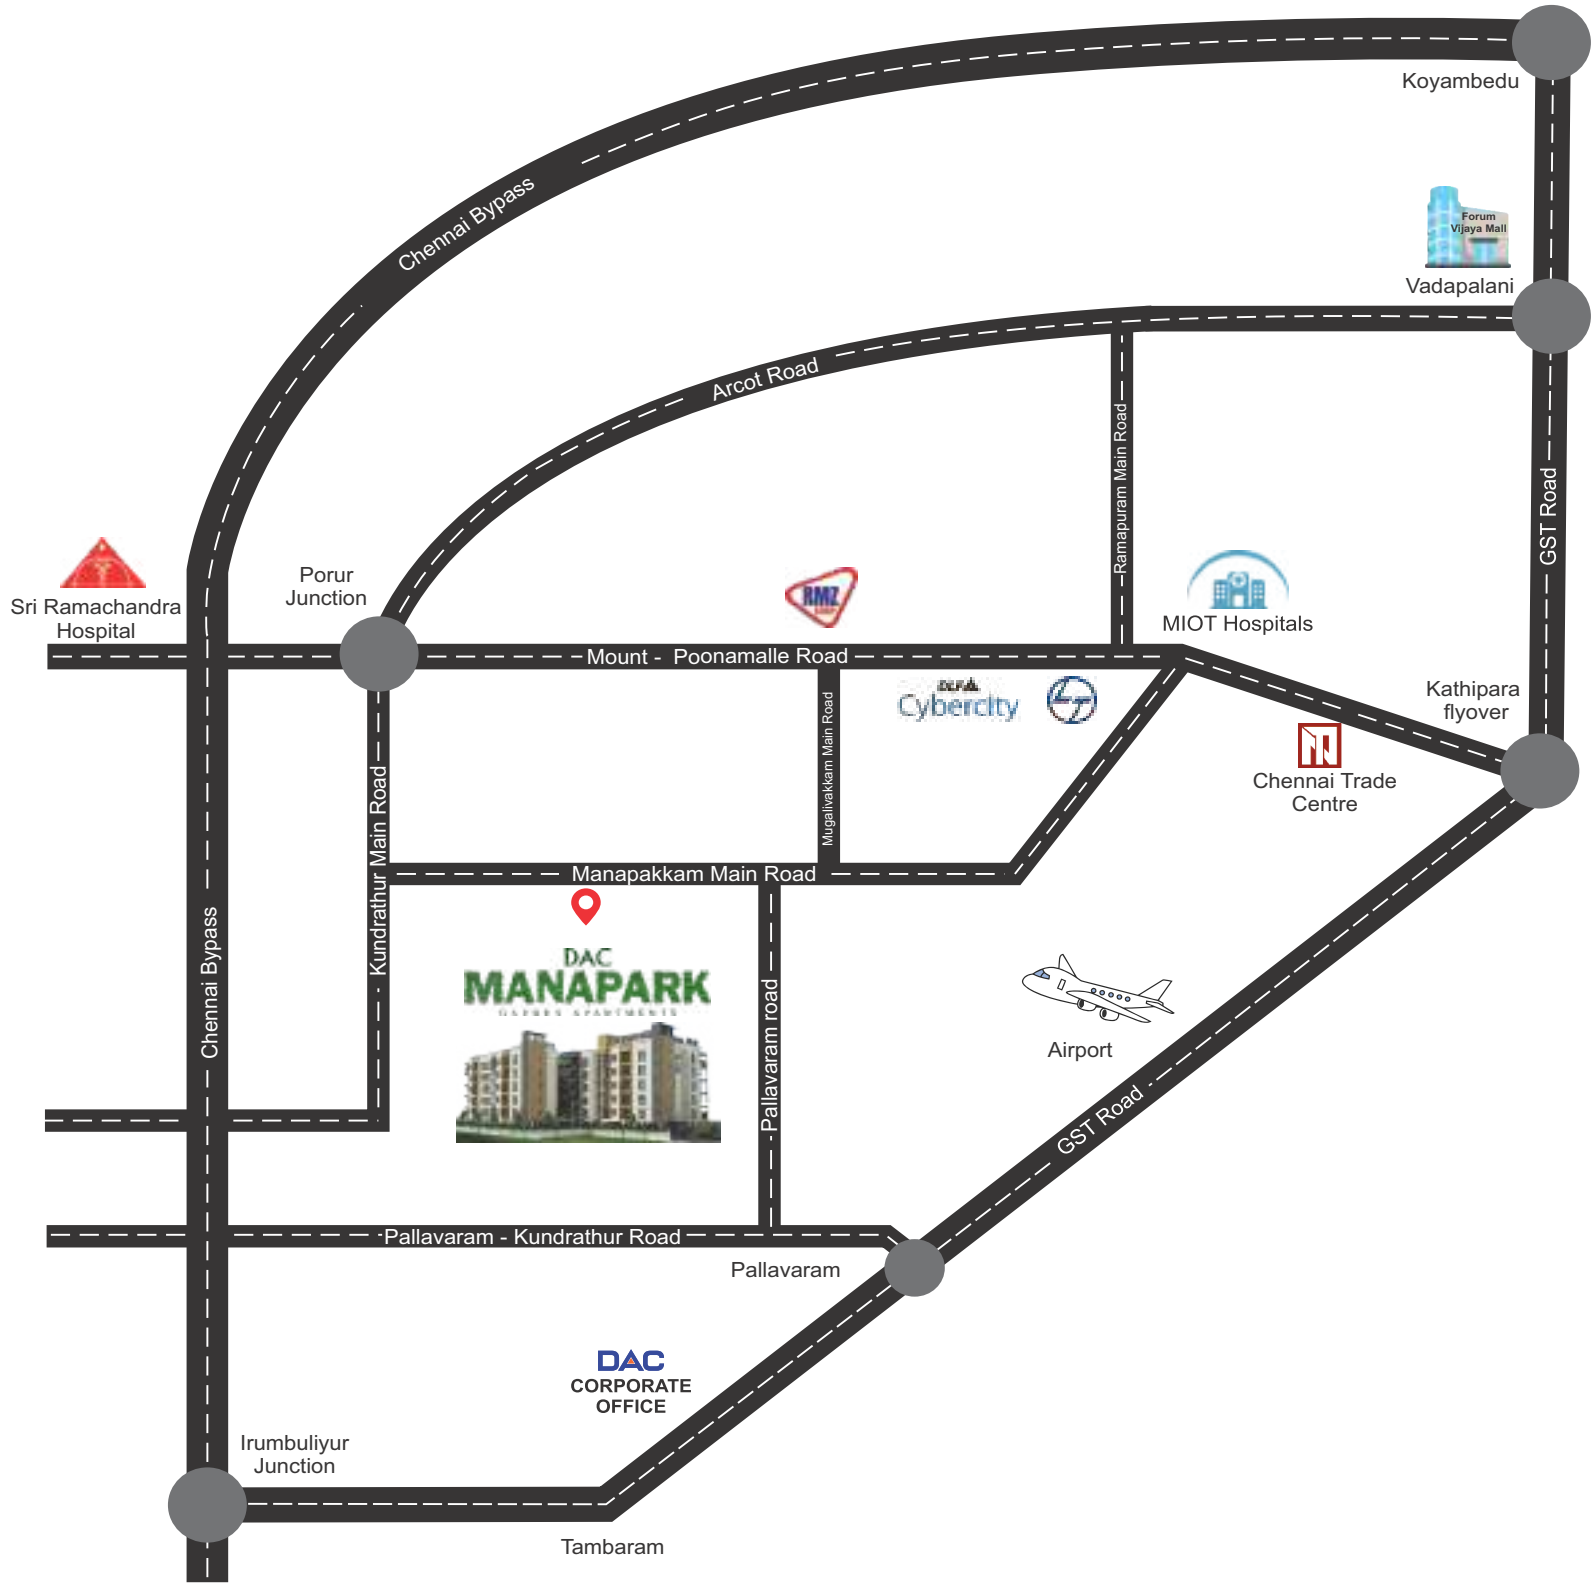 Koyambedu
Chennai Bypass
Forum
Vijaya Mall
Vadapalani
Arcot Road
Ramapuram Main Road
GST Road
Sri Ramachandra
Hospital
Porur
Junction
RMZ
MIOT Hospitals
Mount - Poonamalle Road
DLF
Cybercity
LT
Kathipara
flyover
Mugalivakkam Main Road
Chennai Trade
Centre
Kundrathur Main Road
Manapakkam Main Road
DAC
MANAPARK
Chennai Bypass
Pallavaram road
Airport
GST Road
Pallavaram - Kundrathur Road
Pallavaram
DAC
CORPORATE
OFFICE
Irumbuliyur
Junction
Tambaram